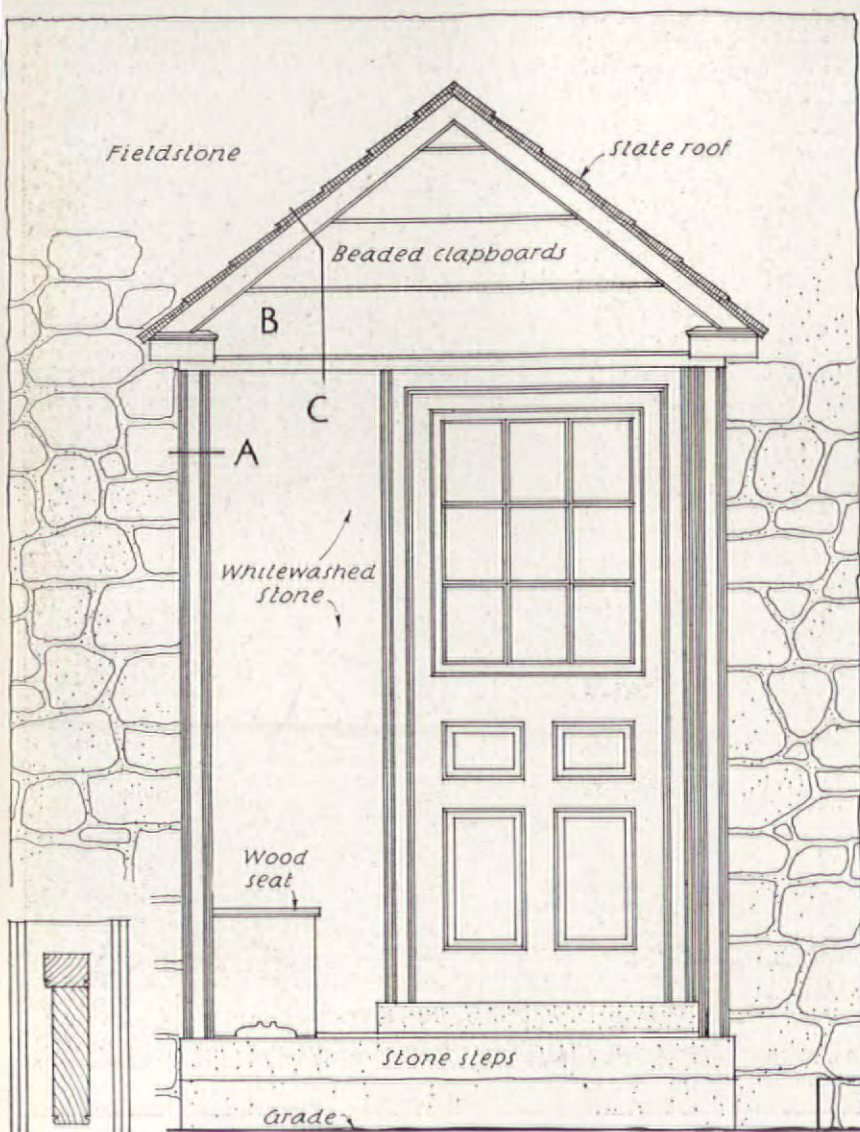 Fieldstone
Slate roof
Beaded clapboards
B
C
A
Whitewashed
stone
Wood
seat
Stone steps
Grade